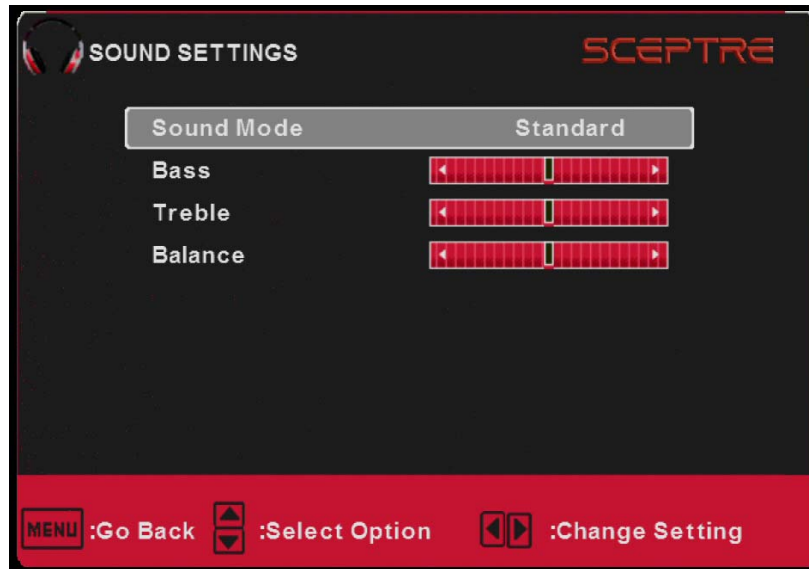 SOUND SETTINGS SCEPTRE
Sound Mode Standard
Bass
Treble
Balance
MENU :Go Back :Select Option :Change Setting